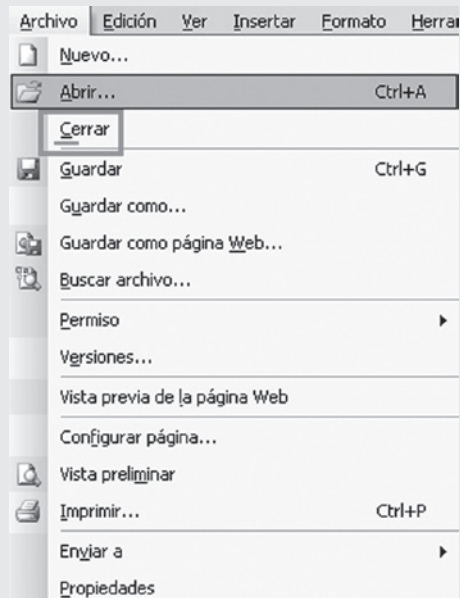 Archivo Edición Ver Insertar Formato
Nuevo...
Abrir... Ctrl+A
Cerrar
Guardar Ctrl+G
Guardar como...
Guardar como página Web...
Buscar archivo...
Permiso
Versiones...
Vista previa de la página Web
Configurar página...
Vista preliminar
Imprimir... Ctrl+P
Enviar a
Propiedades